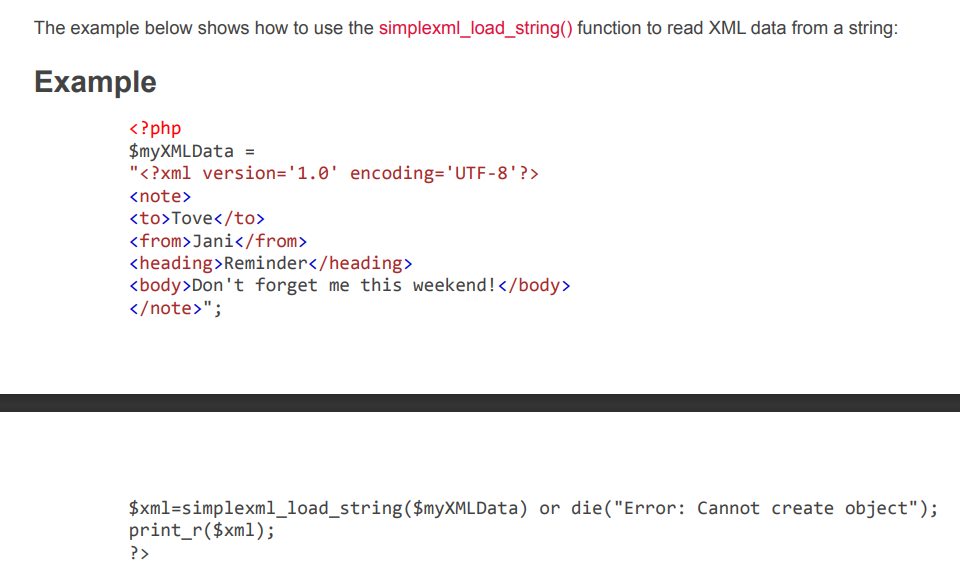 The example below shows how to use the simplexml_load_string() function to read XML data from a string:
Example
<?php
$myXMLData =
"<?xml version='1.0' encoding='UTF-8'?>
<note>
<to>Tove</to>
<from>Jani</from>
<heading>Reminder</heading>
<body>Don't forget me this weekend!</body>
</note>";
$xml=simplexml_load_string($myXMLData) or die("Error: Cannot create object");
print_r($xml);
?>